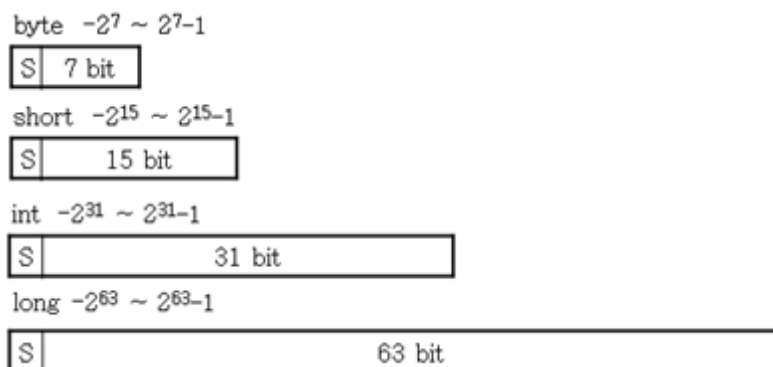 byte -2⁷ ~ 2⁷-1
S 7 bit
short -2¹⁵ ~ 2¹⁵-1
S 15 bit
int -2³¹ ~ 2³¹-1
S 31 bit
long -2⁶³ ~ 2⁶³-1
S 63 bit